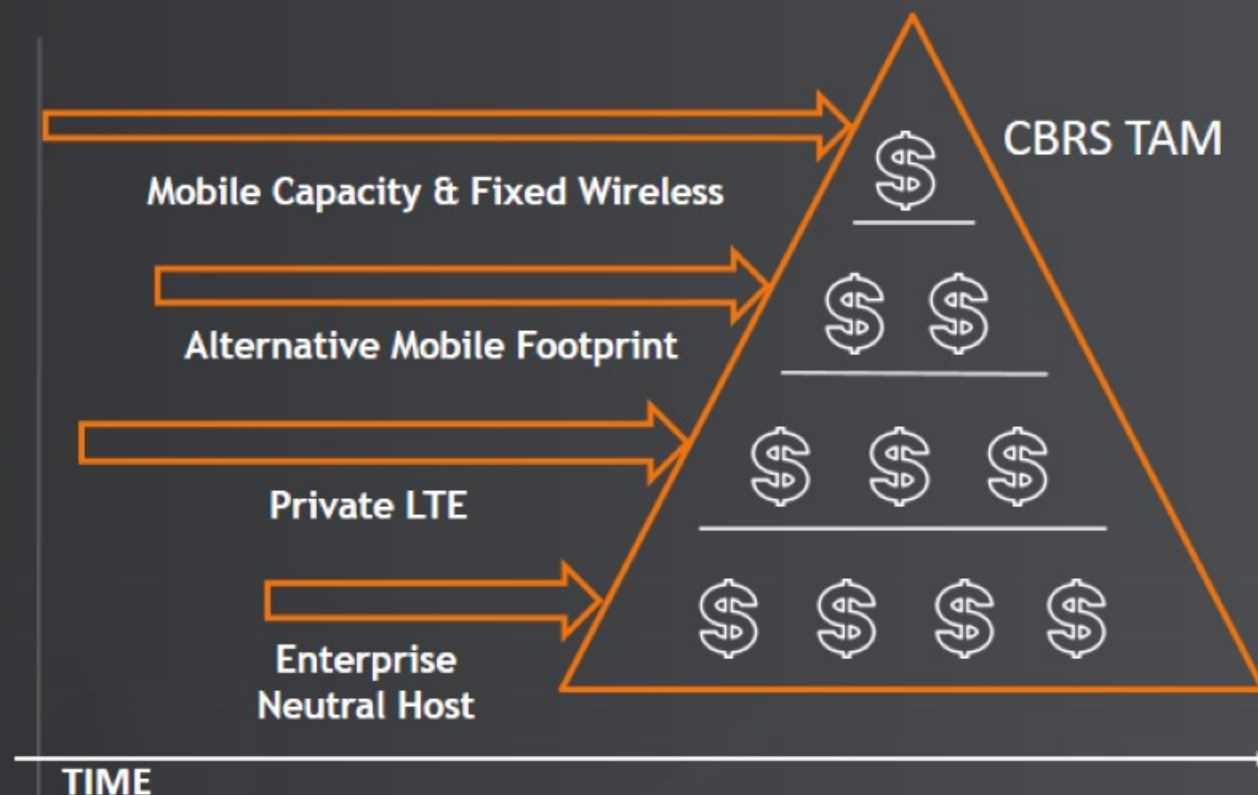 CBRS TAM
$
Mobile Capacity & Fixed Wireless
$ $
Alternative Mobile Footprint
$ $ $
Private LTE
$ $ $ $
Enterprise
Neutral Host
TIME